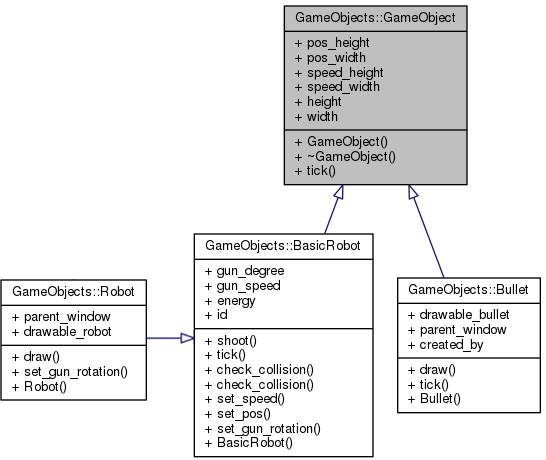 GameObjects::GameObject
+ pos_height
+ pos_width
+ speed_height
+ speed_width
+ height
+ width
+ GameObject()
+ ~GameObject()
+ tick()
GameObjects::BasicRobot
+ gun_degree
+ gun_speed
+ energy
+ id
+ shoot()
+ tick()
+ check_collision()
+ check_collision()
+ set_speed()
+ set_pos()
+ set_gun_rotation()
+ BasicRobot()
GameObjects::Robot
+ parent_window
+ drawable_robot
+ draw()
+ set_gun_rotation()
+ Robot()
GameObjects::Bullet
+ drawable_bullet
+ parent_window
+ created_by
+ draw()
+ tick()
+ Bullet()